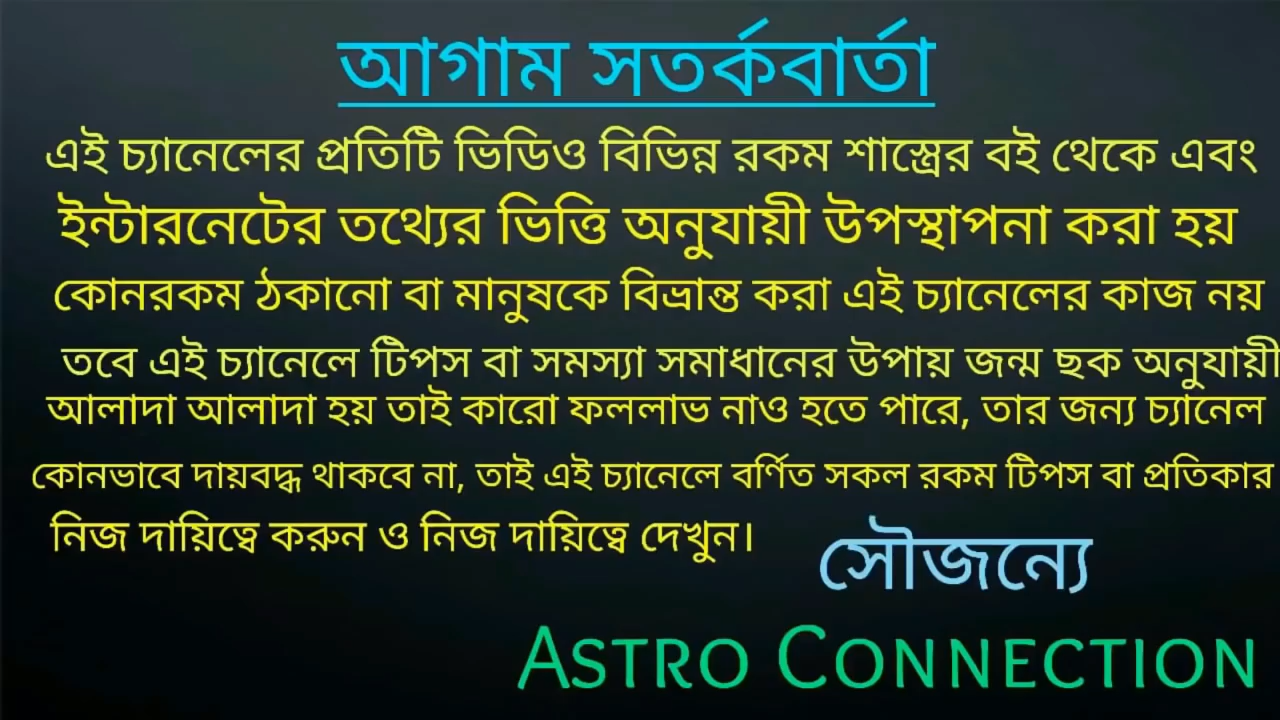 আগাম সতর্কবার্তা
এই চ্যানেলের প্রতিটি ভিডিও বিভিন্ন রকম শাস্ত্রের বই থেকে এবং
ইন্টারনেটের তথ্যের ভিত্তি অনুযায়ী উপস্থাপনা করা হয়
কোনরকম ঠকানো বা মানুষকে বিভ্রান্ত করা এই চ্যানেলের কাজ নয়
তবে এই চ্যানেলে টিপস বা সমস্যা সমাধানের উপায় জন্ম ছক অনুযায়ী
আলাদা আলাদা হয় তাই কারো ফললাভ নাও হতে পারে, তার জন্য চ্যানেল
কোনভাবে দায়বদ্ধ থাকবে না, তাই এই চ্যানেলে বর্ণিত সকল রকম টিপস বা প্রতিকার
নিজ দায়িত্বে করুন ও নিজ দায়িত্বে দেখুন।
সৌজন্যে
ASTRO CONNECTION